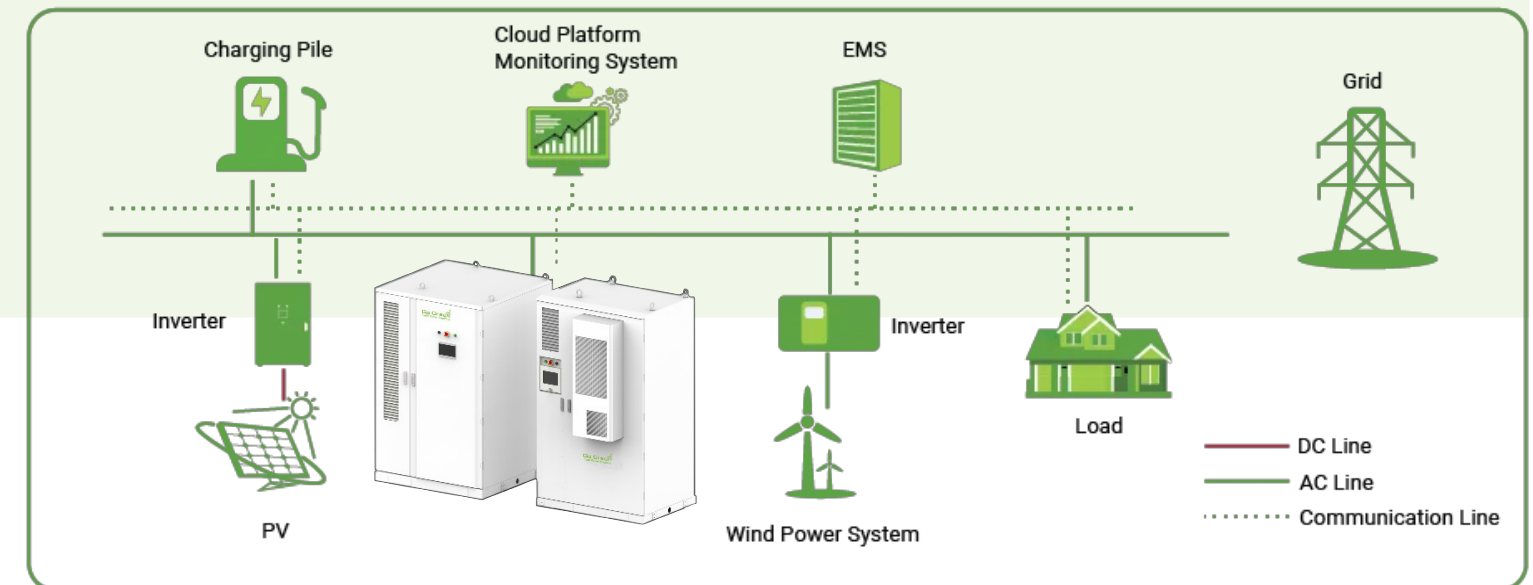 Charging Pile
Cloud Platform
Monitoring System
EMS
Grid
Inverter
Inverter
Load
PV
Wind Power System
DC Line
AC Line
Communication Line